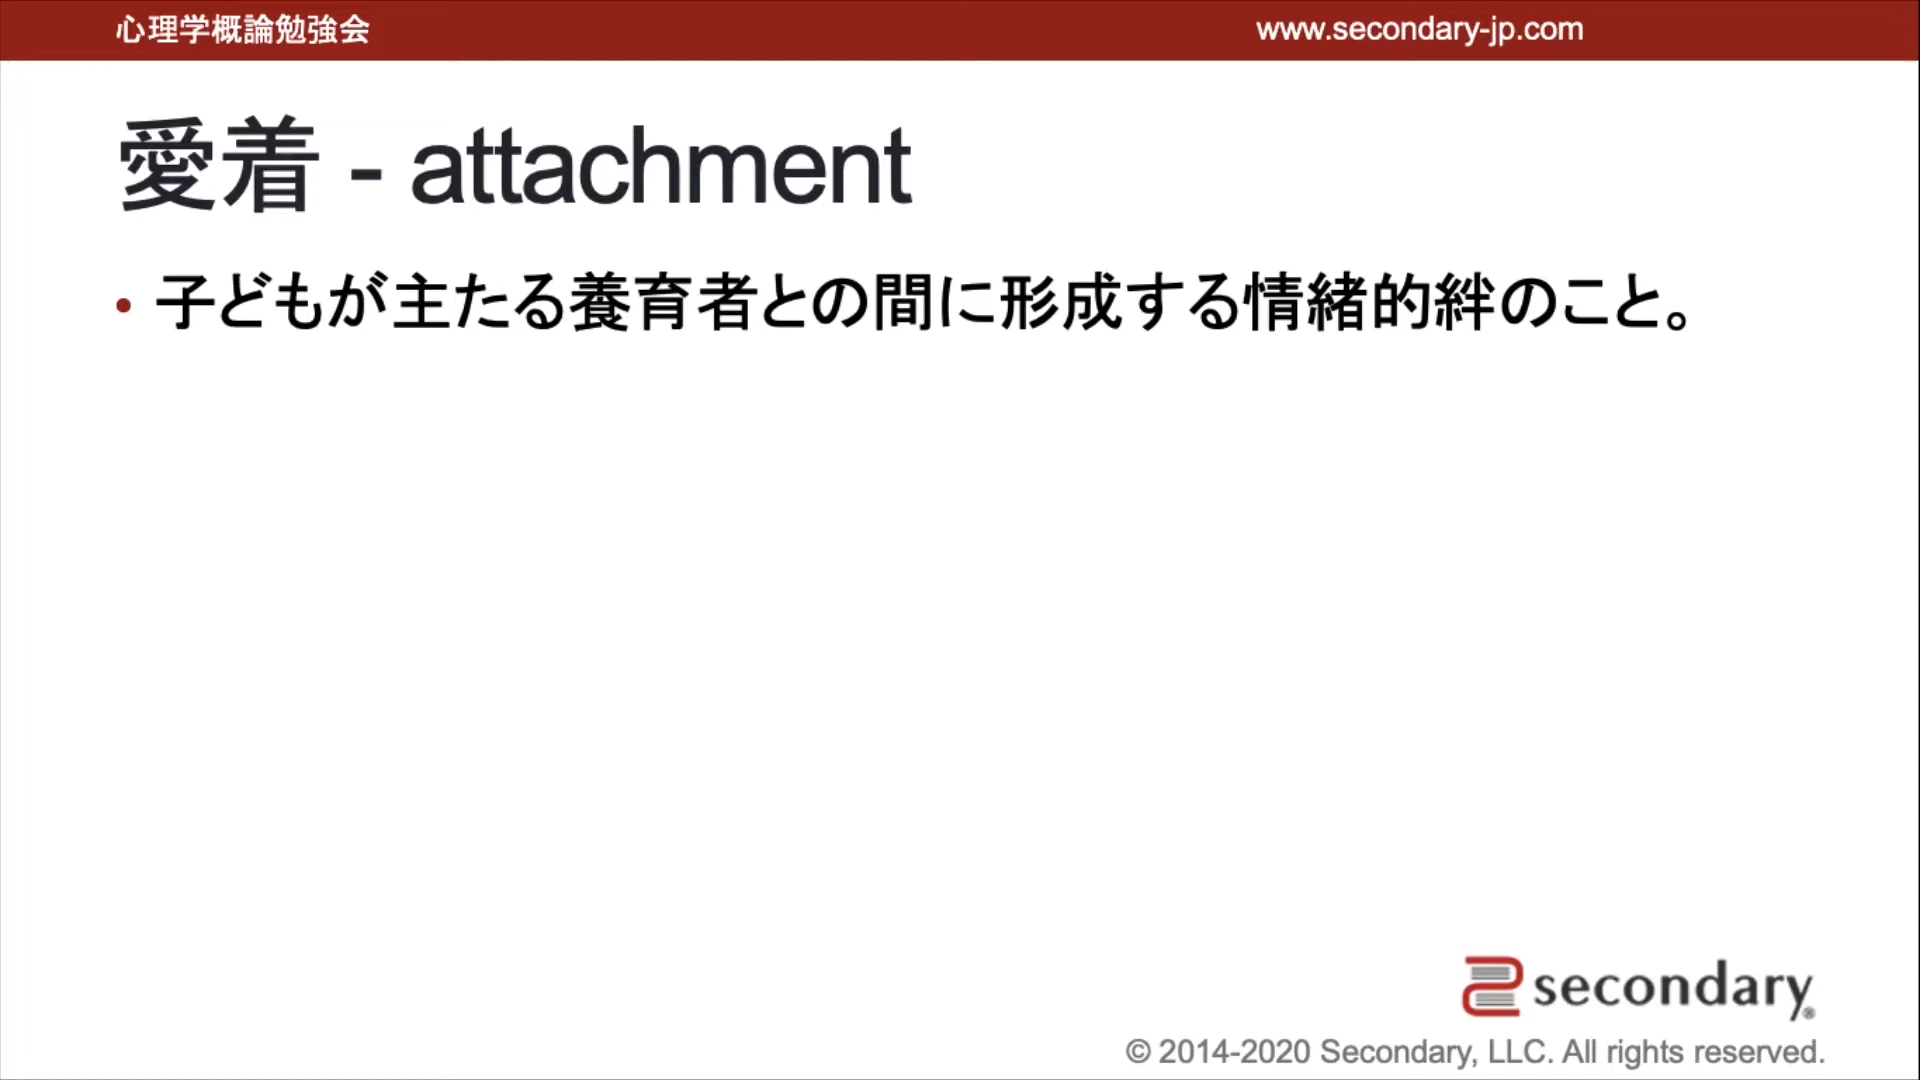 心理学概論勉強会
www.secondary-jp.com
愛着 - attachment
• 子どもが主たる養育者との間に形成する情緒的絆のこと。
secondary®
© 2014-2020 Secondary, LLC. All rights reserved.